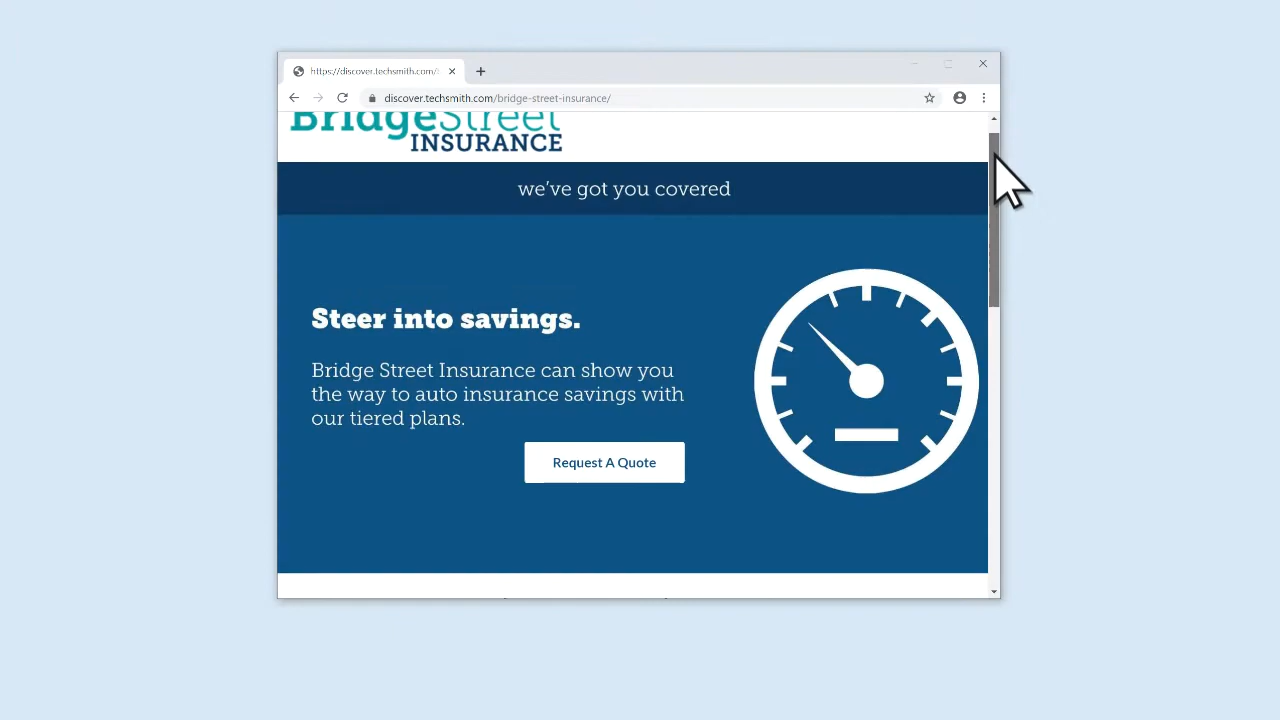 https://discover.techsmith.com/
discover.techsmith.com/bridge-street-insurance/
BridgeStreet
INSURANCE
we've got you covered
Steer into savings.
Bridge Street Insurance can show you
the way to auto insurance savings with
our tiered plans.
Request A Quote